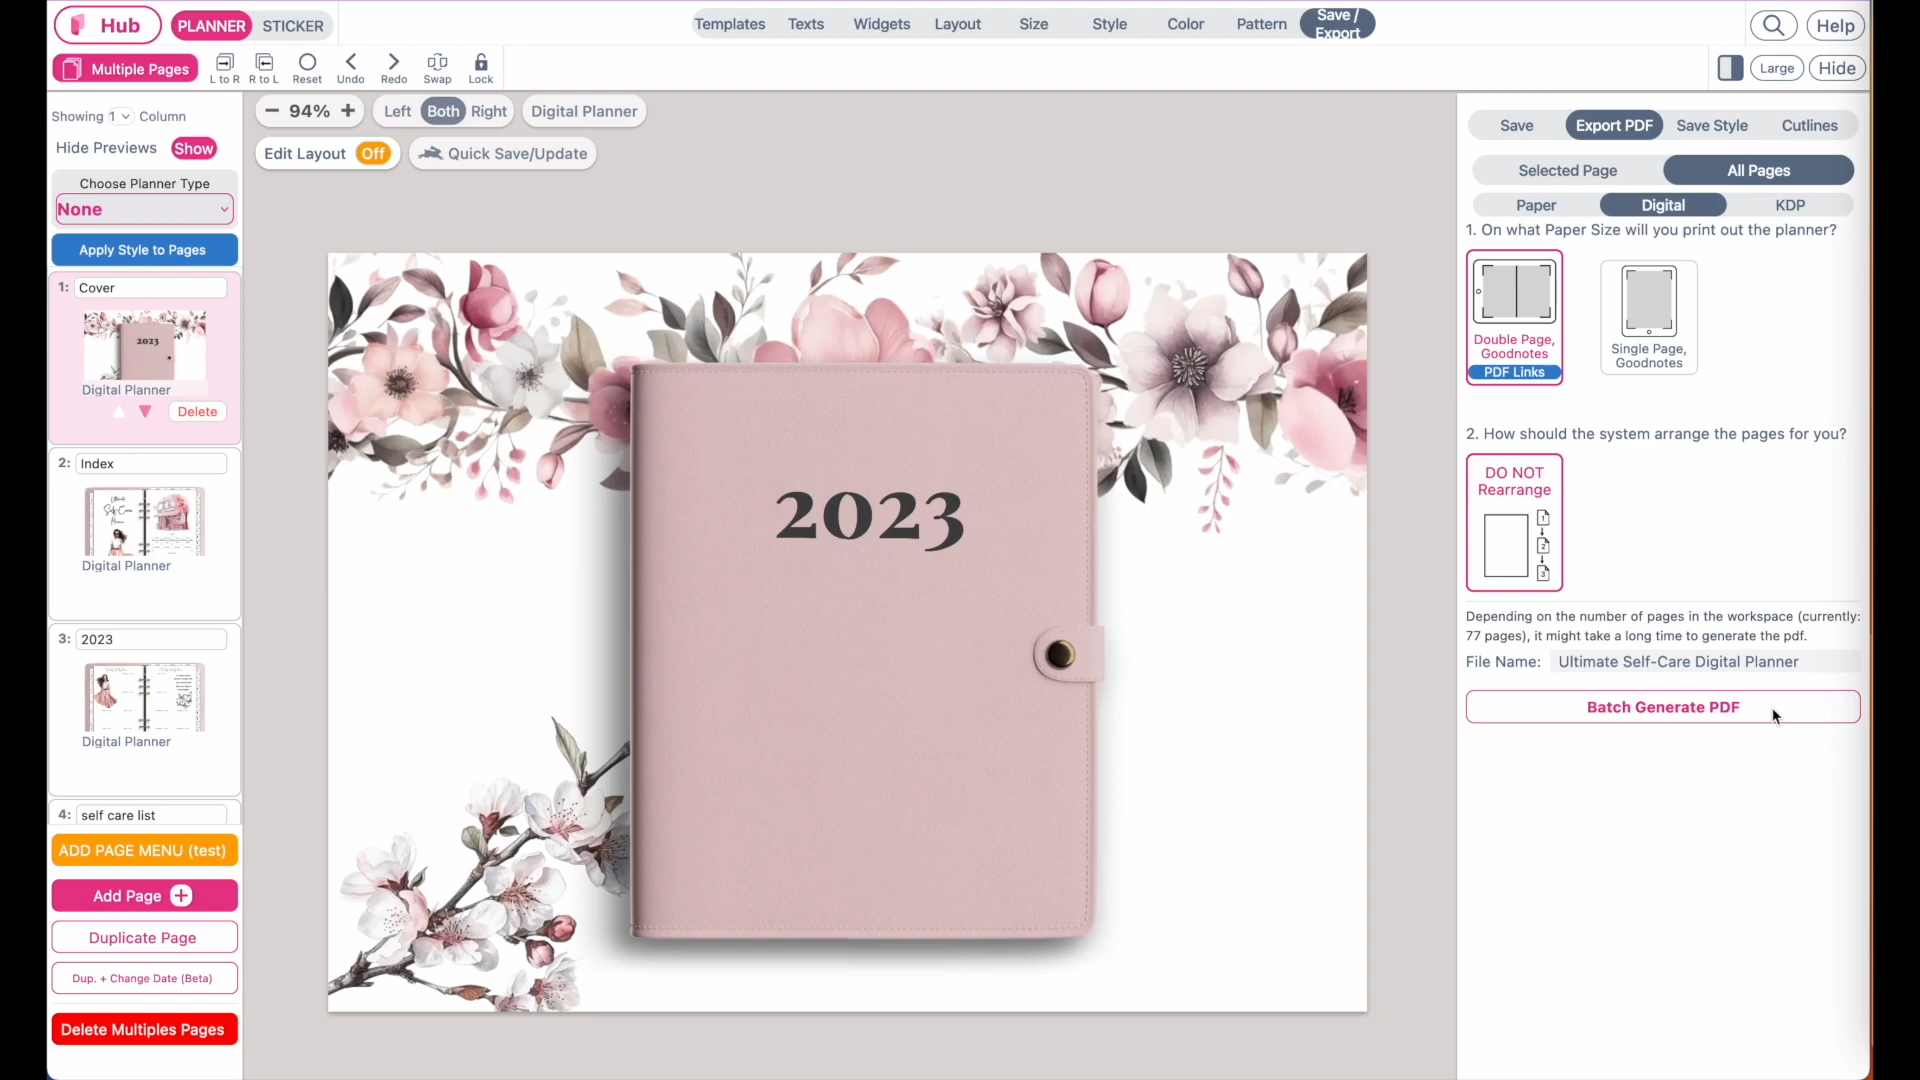 Hub
PLANNER
STICKER
Templates
Texts
Widgets
Layout
Size
Style
Color
Pattern
Save /
Export
Help
Multiple Pages
L to R
R to L
Reset
Undo
Redo
Swap
Lock
Large
Hide
Showing 1 Column
Hide Previews
Show
Choose Planner Type
None
Apply Style to Pages
1: Cover
2023
Digital Planner
Delete
2: Index
Digital Planner
3: 2023
Digital Planner
4: self care list
ADD PAGE MENU (test)
Add Page
Duplicate Page
Dup. + Change Date (Beta)
Delete Multiples Pages
94%
Left
Both
Right
Digital Planner
Edit Layout
Off
Quick Save/Update
2023
Save
Export PDF
Save Style
Cutlines
Selected Page
All Pages
Paper
Digital
KDP
1. On what Paper Size will you print out the planner?
Double Page,
Goodnotes
PDF Links
Single Page,
Goodnotes
2. How should the system arrange the pages for you?
DO NOT
Rearrange
1
2
3
Depending on the number of pages in the workspace (currently:
77 pages), it might take a long time to generate the pdf.
File Name: Ultimate Self-Care Digital Planner
Batch Generate PDF